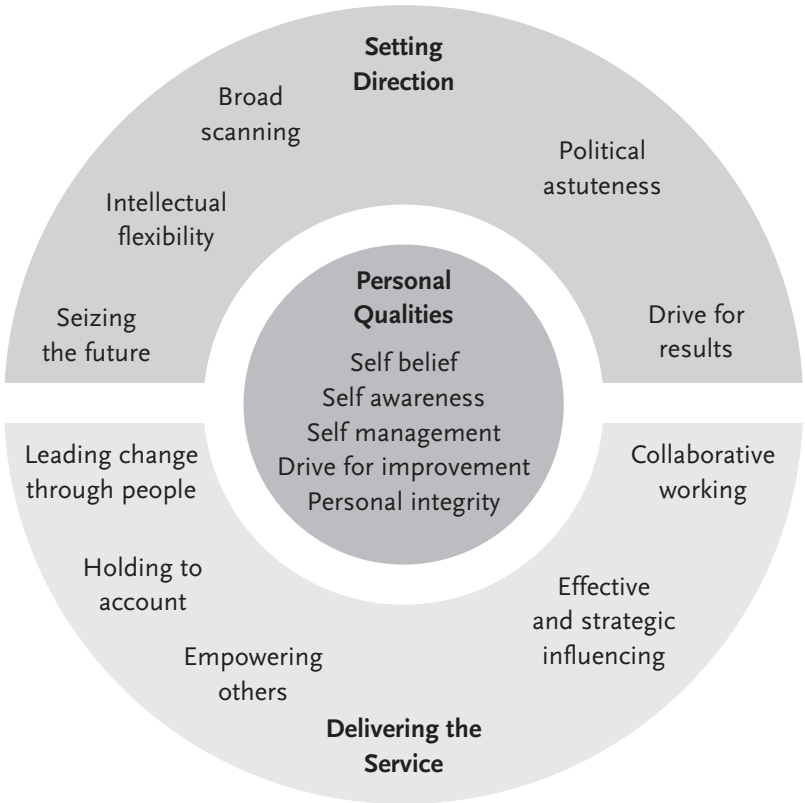 Setting
Direction
Broad
scanning
Political
astuteness
Intellectual
flexibility
Seizing
the future
Drive for
results
Personal
Qualities
Self belief
Self awareness
Self management
Drive for improvement
Personal integrity
Leading change
through people
Collaborative
working
Holding to
account
Effective
and strategic
influencing
Empowering
others
Delivering the
Service